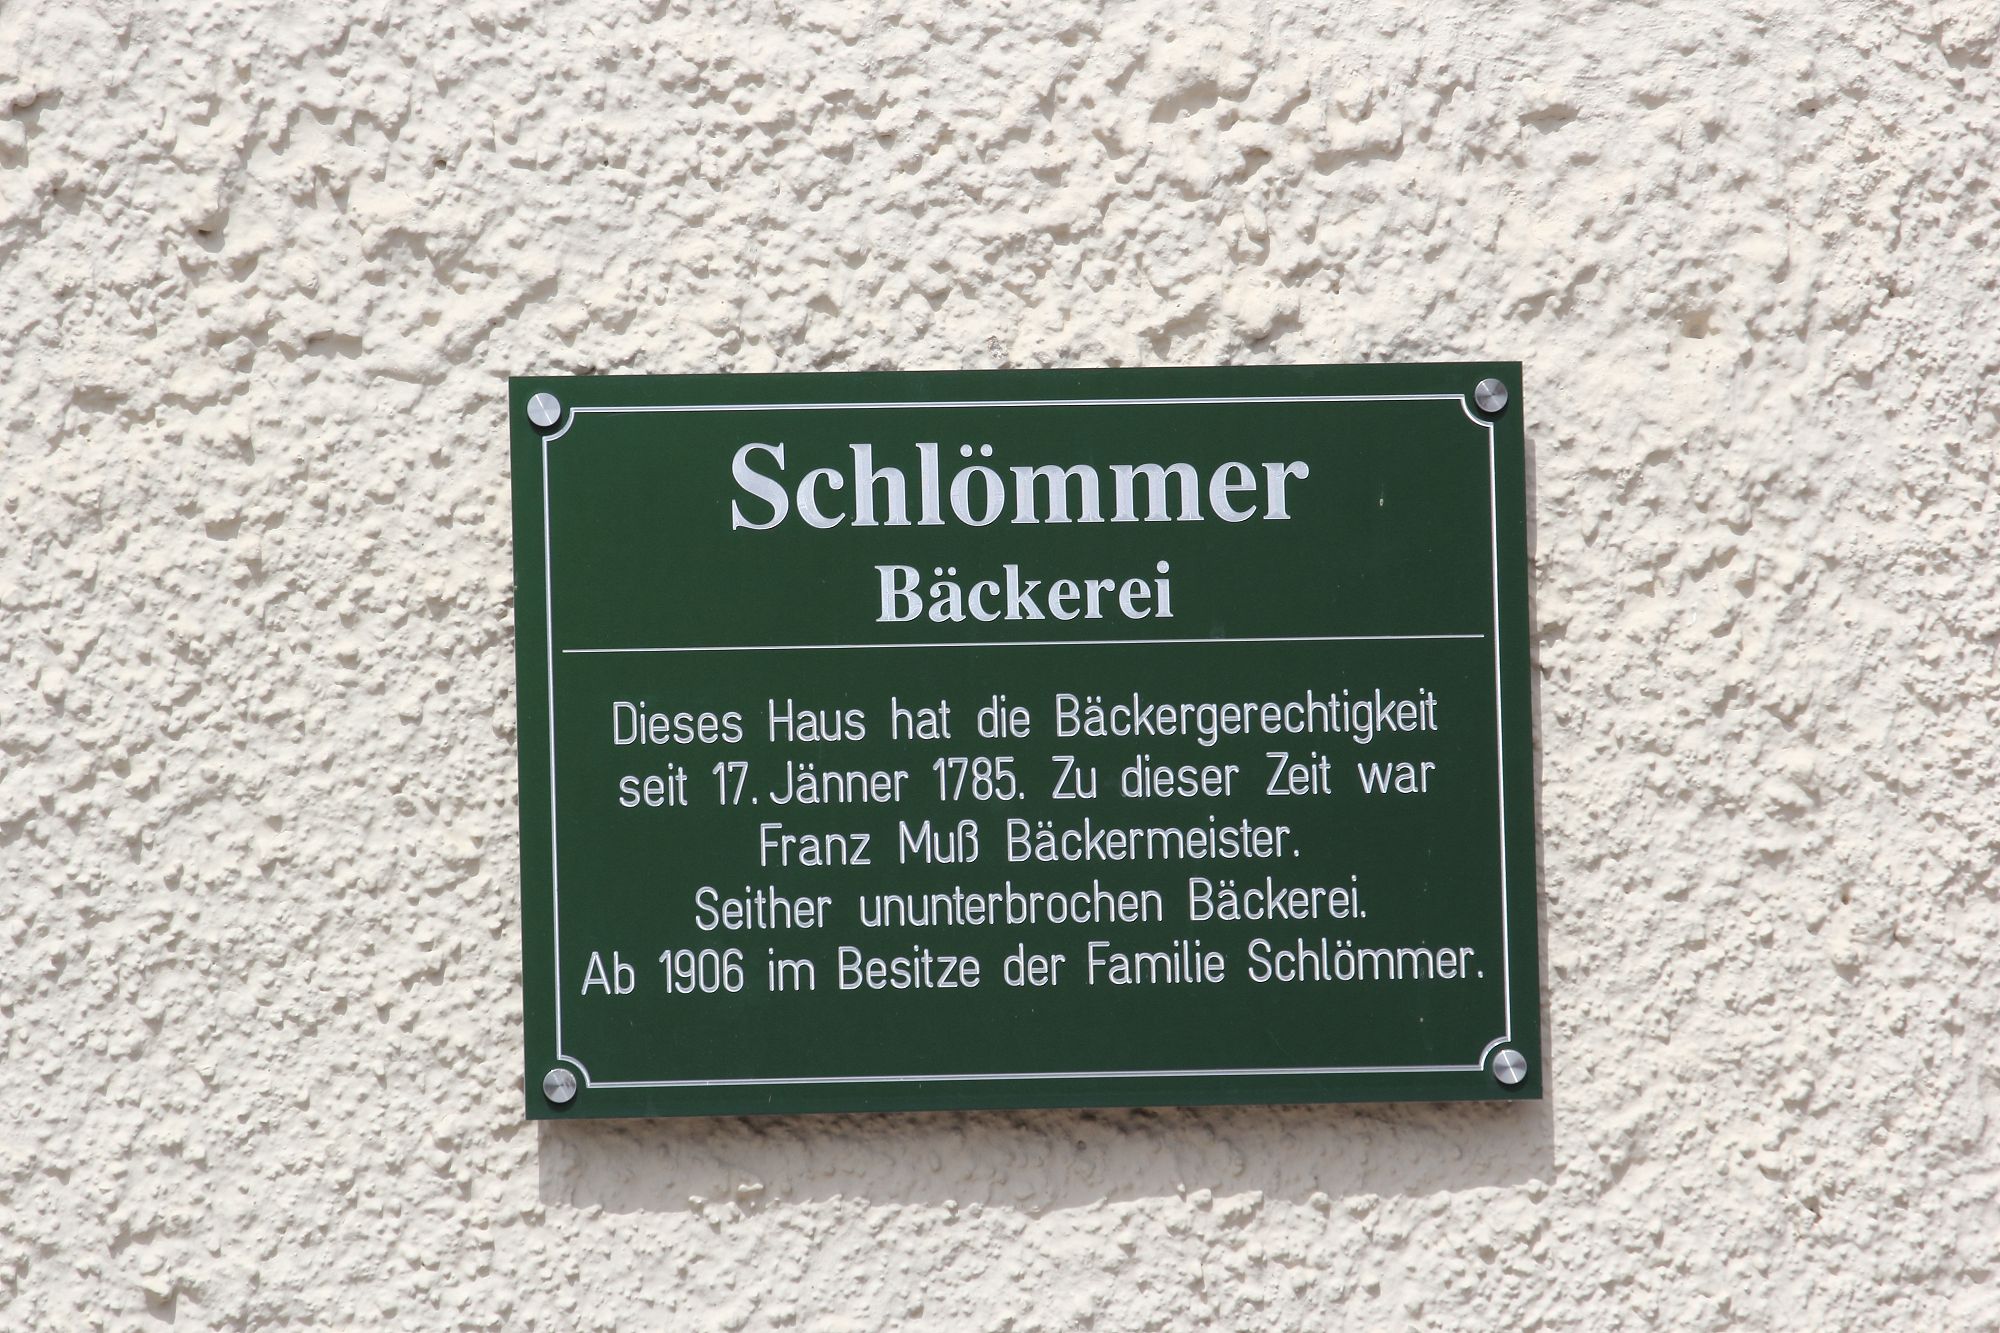 Schlömmer
Bäckerei
Dieses Haus hat die Bäckergerechtigkeit
seit 17. Jänner 1785. Zu dieser Zeit war
Franz Muß Bäckermeister.
Seither ununterbrochen Bäckerei.
Ab 1906 im Besitze der Familie Schlömmer.